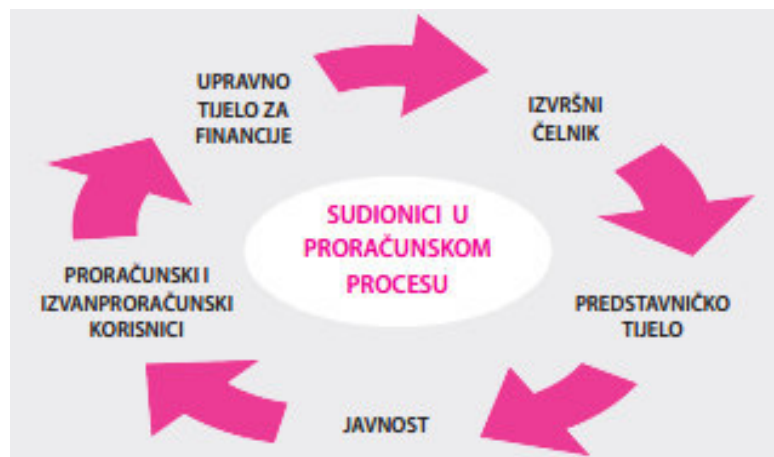 UPRAVNO
TIJELO ZA
FINANCIJE
IZVRŠNI
ČELNIK
SUDIONICI U
PRORAČUNSKOM
PROCESU
PRORAČUNSKI I
IZVANPRORAČUNSKI
KORISNICI
PREDSTAVNIČKO
TIJELO
JAVNOST